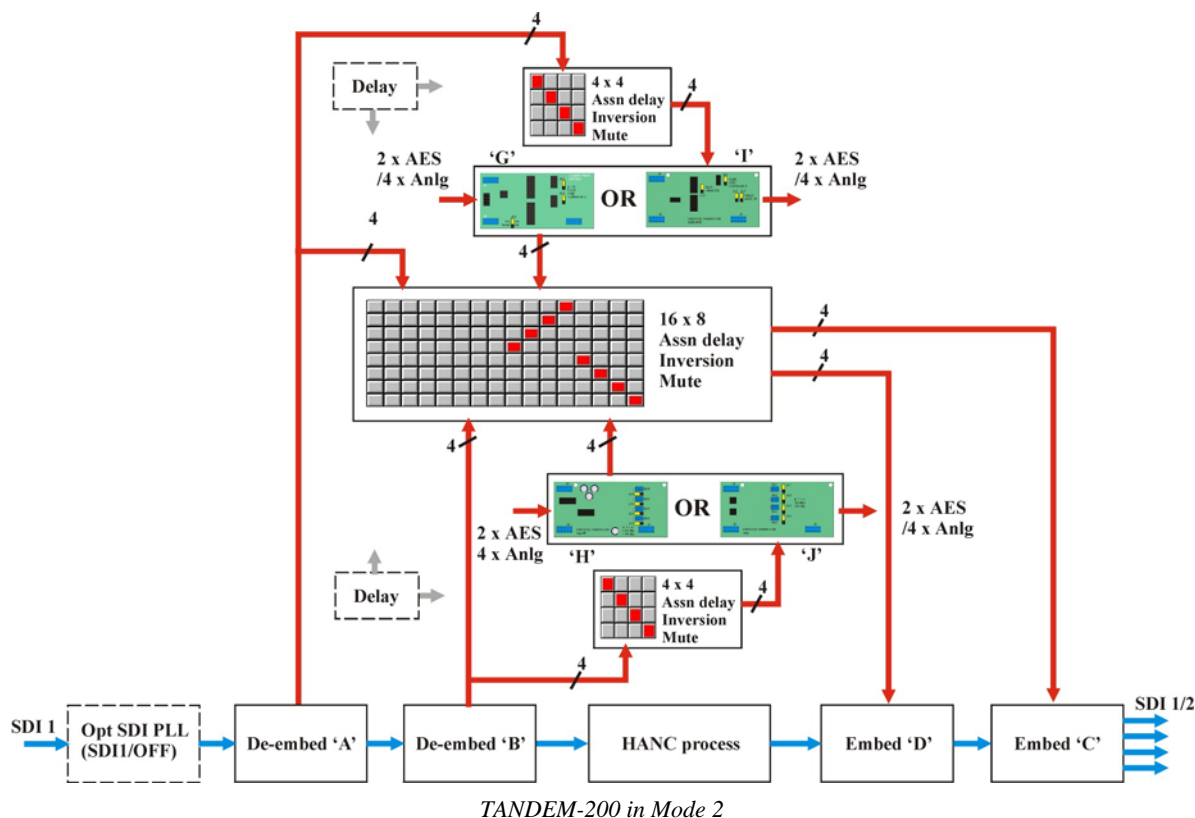 4
Delay
4 x 4
Assn delay
Inversion
Mute
4
2 x AES
/4 x Anlg
‘G’
OR
‘I’
2 x AES
/4 x Anlg
4
4
16 x 8
Assn delay
Inversion
Mute
4
4
4
4
2 x AES
4 x Anlg
‘H’
OR
‘J’
2 x AES
/4 x Anlg
Delay
4 x 4
Assn delay
Inversion
Mute
4
4
SDI 1
Opt SDI PLL
(SDI1/OFF)
De-embed ‘A’
De-embed ‘B’
HANC process
Embed ‘D’
Embed ‘C’
SDI 1/2
TANDEM-200 in Mode 2